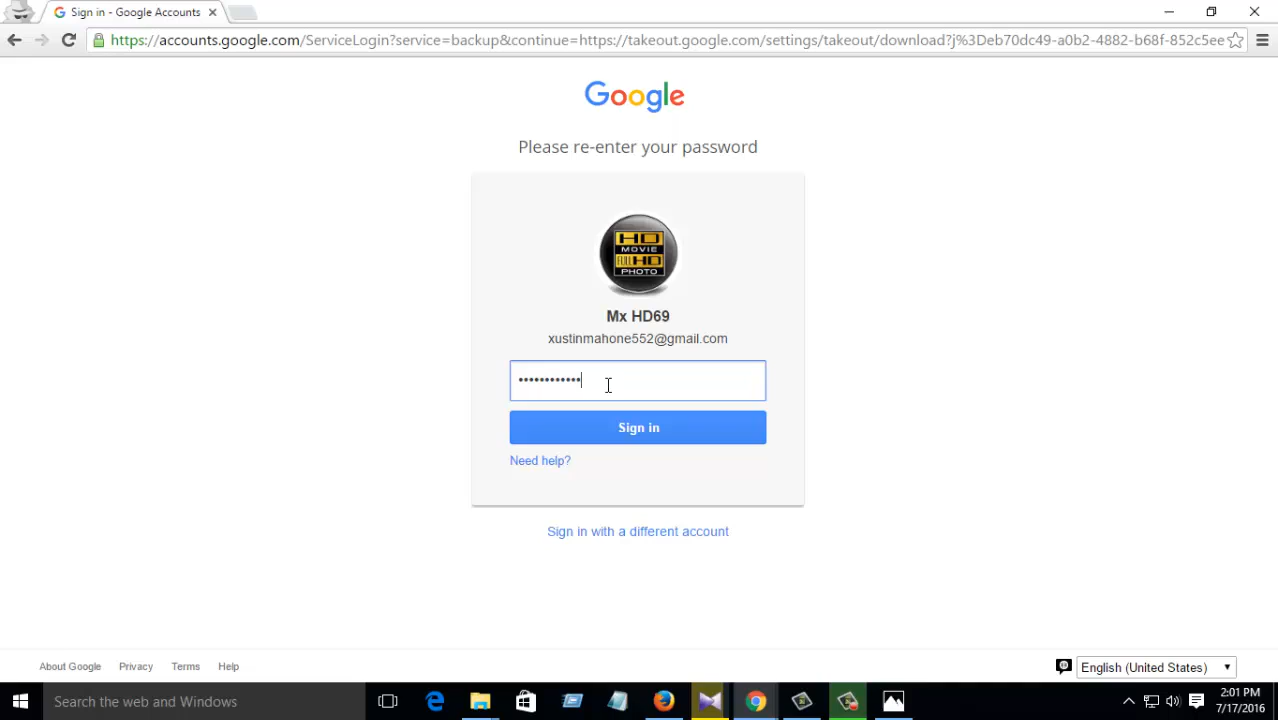 Sign in - Google Accounts
https://accounts.google.com/ServiceLogin?service=backup&continue=https://takeout.google.com/settings/takeout/download?j%3Deb70dc49-a0b2-4882-b68f-852c5ee
Google
Please re-enter your password
HD
MOVIE
FULL HD
PHOTO
Mx HD69
xustinmahone552@gmail.com
••••••••••••
Sign in
Need help?
Sign in with a different account
About Google Privacy Terms Help
English (United States)
Search the web and Windows
2:01 PM
7/17/2016